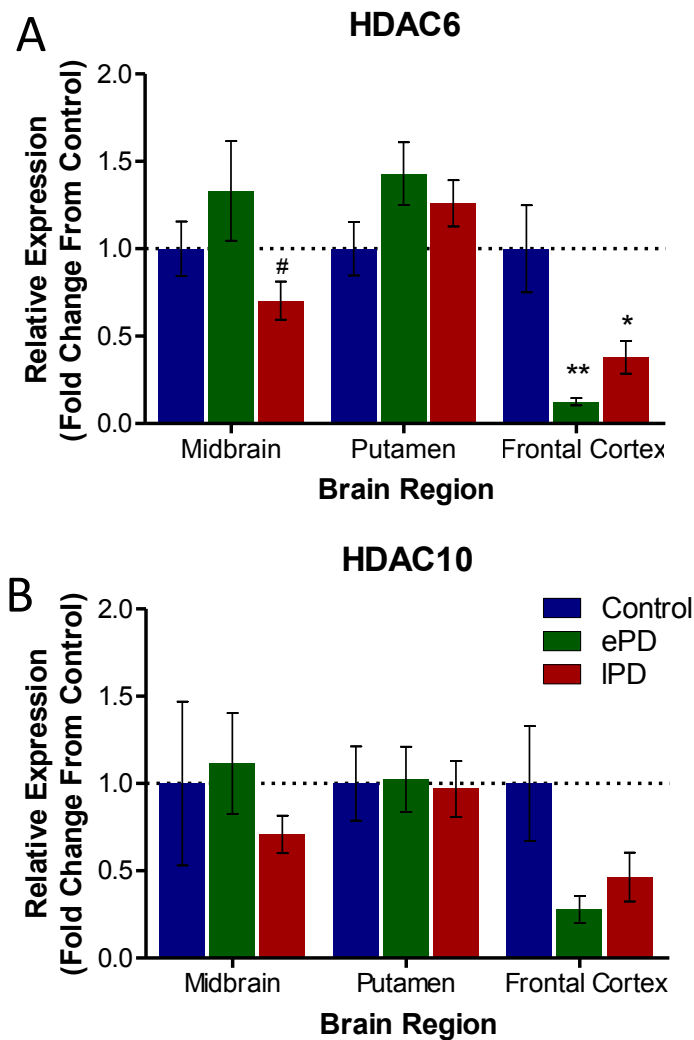 A
HDAC6
Relative Expression
(Fold Change From Control)
2.0
1.5
1.0
0.5
0.0
#
**
*
Midbrain
Putamen
Frontal Cortex
Brain Region
B
HDAC10
Relative Expression
(Fold Change From Control)
2.0
1.5
1.0
0.5
0.0
Control
ePD
lPD
Midbrain
Putamen
Frontal Cortex
Brain Region